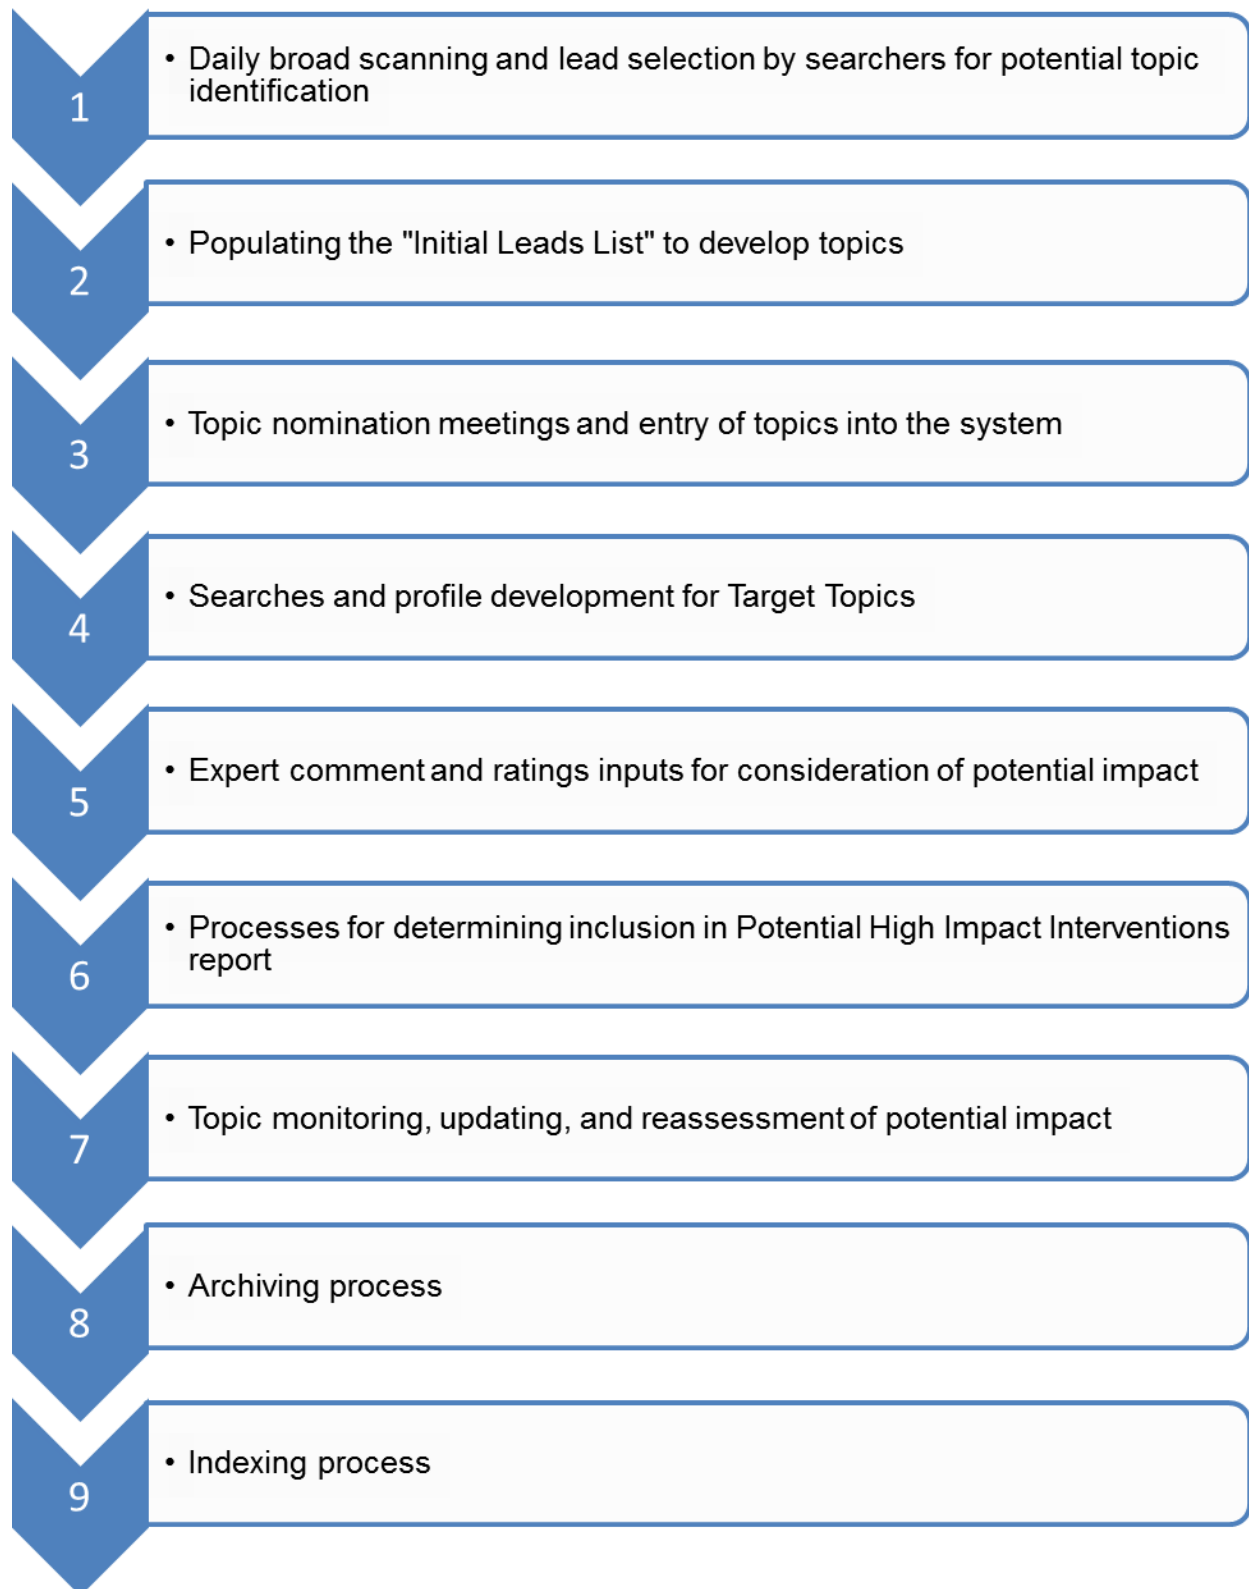 1
• Daily broad scanning and lead selection by searchers for potential topic
identification
2
• Populating the "Initial Leads List" to develop topics
3
• Topic nomination meetings and entry of topics into the system
4
• Searches and profile development for Target Topics
5
• Expert comment and ratings inputs for consideration of potential impact
6
• Processes for determining inclusion in Potential High Impact Interventions
report
7
• Topic monitoring, updating, and reassessment of potential impact
8
• Archiving process
9
• Indexing process